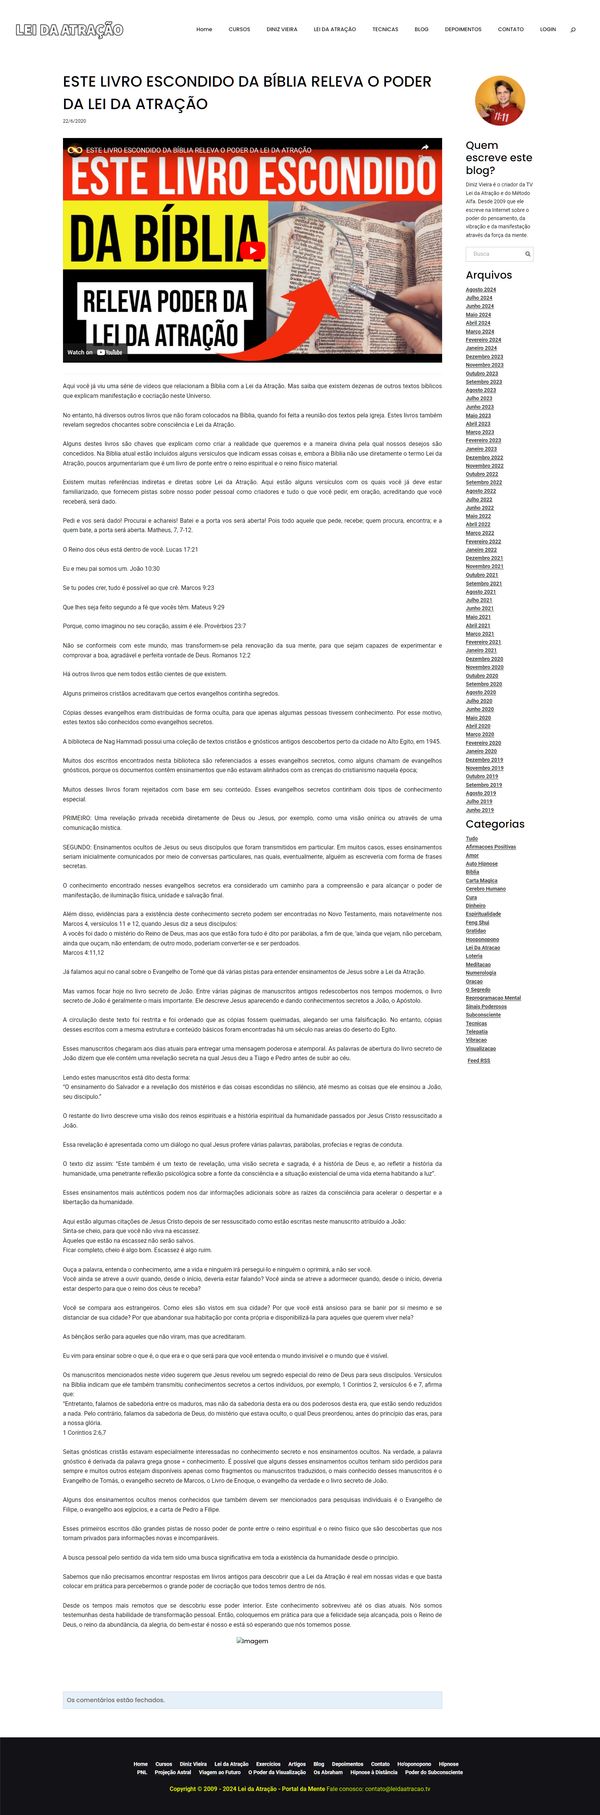 LEI DA ATRAÇÃO
Home CURSOS DINIZ VIEIRA LEI DA ATRAÇÃO TECNICAS BLOG DEPOIMENTOS CONTATO LOGIN
ESTE LIVRO ESCONDIDO DA BÍBLIA RELEVA O PODER
DA LEI DA ATRAÇÃO
22/6/2020
ESTE LIVRO ESCONDIDO DA BÍBLIA RELEVA O PODER DA LEI DA ATRAÇÃO
ESTE LIVRO ESCONDIDO
DA BÍBLIA
RELEVA PODER DA
LEI DA ATRAÇÃO
Watch on YouTube
Aqui você já viu uma série de vídeos que relacionam a Bíblia com a Lei da Atração. Mas saiba que existem dezenas de outros textos bíblicos
que explicam manifestação e cocriação neste Universo.
No entanto, há diversos outros livros que não foram colocados na Bíblia, quando foi feita a reunião dos textos pela igreja. Estes livros também
revelam segredos chocantes sobre consciência e Lei da Atração.
Alguns destes livros são chaves que explicam como criar a realidade que queremos e a maneira divina pela qual nossos desejos são
concedidos. Na Bíblia atual estão incluídos alguns versículos que indicam essas coisas e, embora a Bíblia não use diretamente o termo Lei da
Atração, poucos argumentariam que é um livro de ponte entre o reino espiritual e o reino físico material.
Existem muitas referências indiretas e diretas sobre Lei da Atração. Aqui estão alguns versículos com os quais você já deve estar
familiarizado, que fornecem pistas sobre nosso poder pessoal como criadores e tudo o que você pedir, em oração, acreditando que você
receberá, será dado.
Pedi e vos será dado! Procurai e achareis! Batei e a porta vos será aberta! Pois todo aquele que pede, recebe; quem procura, encontra; e a
quem bate, a porta será aberta. Matheus, 7, 7-12.
O Reino dos céus está dentro de você. Lucas 17:21
Eu e meu pai somos um. João 10:30
Se tu podes crer, tudo é possível ao que crê. Marcos 9:23
Que lhes seja feito segundo a fé que vocês têm. Mateus 9:29
Porque, como imaginou no seu coração, assim é ele. Provérbios 23:7
Não se conformeis com este mundo, mas transformem-se pela renovação da sua mente, para que sejam capazes de experimentar e
comprovar a boa, agradável e perfeita vontade de Deus. Romanos 12:2
Há outros livros que nem todos estão cientes de que existem.
Alguns primeiros cristãos acreditavam que certos evangelhos continha segredos.
Cópias desses evangelhos eram distribuídas de forma oculta, para que apenas algumas pessoas tivessem conhecimento. Por esse motivo,
estes textos são conhecidos como evangelhos secretos.
A biblioteca de Nag Hammadi possui uma coleção de textos cristãos e gnósticos antigos descobertos perto da cidade no Alto Egito, em 1945.
Muitos dos escritos encontrados nesta biblioteca são referenciados a esses evangelhos secretos, como alguns chamam de evangelhos
gnósticos, porque os documentos contêm ensinamentos que não estavam alinhados com as crenças do cristianismo naquela época;
Muitos desses livros foram rejeitados com base em seu conteúdo. Esses evangelhos secretos continham dois tipos de conhecimento
especial.
PRIMEIRO: Uma revelação privada recebida diretamente de Deus ou Jesus, por exemplo, como uma visão onírica ou através de uma
comunicação mística.
SEGUNDO: Ensinamentos ocultos de Jesus ou seus discípulos que foram transmitidos em particular. Em muitos casos, esses ensinamentos
seriam inicialmente comunicados por meio de conversas particulares, nas quais, eventualmente, alguém as escreveria com forma de frases
secretas.
O conhecimento encontrado nesses evangelhos secretos era considerado um caminho para a compreensão e para alcançar o poder de
manifestação, de iluminação física, unidade e salvação final.
Além disso, evidências para a existência deste conhecimento secreto podem ser encontradas no Novo Testamento, mais notavelmente nos
Marcos 4, versículos 11 e 12, quando Jesus diz a seus discípulos:
A vocês foi dado o mistério do Reino de Deus, mas aos que estão fora tudo é dito por parábolas, a fim de que, 'ainda que vejam, não percebam,
ainda que ouçam, não entendam; de outro modo, poderiam converter-se e ser perdoados.
Marcos 4:11,12
Já falamos aqui no canal sobre o Evangelho de Tomé que dá várias pistas para entender ensinamentos de Jesus sobre a Lei da Atração.
Mas vamos focar hoje no livro secreto de João. Entre várias páginas de manuscritos antigos redescobertos nos tempos modernos, o livro
secreto de João é geralmente o mais importante. Ele descreve Jesus aparecendo e dando conhecimentos secretos a João, o Apóstolo.
A circulação deste texto foi restrita e foi ordenado que as cópias fossem queimadas, alegando ser uma falsificação. No entanto, cópias
desses escritos com a mesma estrutura e conteúdo básicos foram encontradas há um século nas areias do deserto do Egito.
Esses manuscritos chegaram aos dias atuais para entregar uma mensagem poderosa e atemporal. As palavras de abertura do livro secreto de
João dizem que ele contém uma revelação secreta na qual Jesus deu a Tiago e Pedro antes de subir ao céu.
Lendo estes manuscritos está dito desta forma:
"O ensinamento do Salvador e a revelação dos mistérios e das coisas escondidas no silêncio, até mesmo as coisas que ele ensinou a João,
seu discípulo."
O restante do livro descreve uma visão dos reinos espirituais e a história espiritual da humanidade passados por Jesus Cristo ressuscitado a
João.
Essa revelação é apresentada como um diálogo no qual Jesus profere várias palavras, parábolas, profecias e regras de conduta.
O texto diz assim: "Este também é um texto de revelação, uma visão secreta e sagrada, é a história de Deus e, ao refletir a história da
humanidade, uma penetrante reflexão psicológica sobre a fonte da consciência e a situação existencial de uma vida eterna habitando a luz".
Esses ensinamentos mais autênticos podem nos dar informações adicionais sobre as raízes da consciência para acelerar o despertar e a
libertação da humanidade.
Aqui estão algumas citações de Jesus Cristo depois de ser ressuscitado como estão escritas neste manuscrito atribuído a João:
Sinta-se cheio, para que você não viva na escassez.
Àqueles que estão na escassez não serão salvos.
Ficar completo, cheio é algo bom. Escassez é algo ruim.
Ouça a palavra, entenda o conhecimento, ame a vida e ninguém irá persegui-lo e ninguém o oprimirá, a não ser você.
Você ainda se atreve a ouvir quando, desde o início, deveria estar falando? Você ainda se atreve a adormecer quando, desde o início, deveria
estar desperto para que o reino dos céus te receba?
Você se compara aos estrangeiros. Como eles são vistos em sua cidade? Por que você está ansioso para se banir por si mesmo e se
distanciar de sua cidade? Por que abandonar sua habitação por conta própria e disponibilizá-la para aqueles que querem viver nela?
As bênçãos serão para aqueles que não viram, mas que acreditaram.
Eu vim para ensinar sobre o que é, o que era e o que será para que você entenda o mundo invisível e o mundo que é visível.
Os manuscritos mencionados neste vídeo sugerem que Jesus revelou um segredo especial do reino de Deus para seus discípulos. Versículos
na Bíblia indicam que ele também transmitiu conhecimentos secretos a certos indivíduos, por exemplo, 1 Coríntios 2, versículos 6 e 7, afirma
que:
"Entretanto, falamos de sabedoria entre os maduros, mas não da sabedoria desta era ou dos poderosos desta era, que estão sendo reduzidos
a nada. Pelo contrário, falamos da sabedoria de Deus, do mistério que estava oculto, o qual Deus preordenou, antes do princípio das eras, para
a nossa glória.
1 Coríntios 2:6,7
Seitas gnósticas cristãs estavam especialmente interessadas no conhecimento secreto e nos ensinamentos ocultos. Na verdade, a palavra
gnóstico é derivada da palavra grega gnose = conhecimento. É possível que alguns desses ensinamentos ocultos tenham sido perdidos para
sempre e muitos outros estejam disponíveis apenas como fragmentos ou manuscritos traduzidos, o mais conhecido desses manuscritos é o
Evangelho de Tomás, o evangelho secreto de Marcos, o Livro de Enoque, o evangelho da verdade e o livro secreto de João.
Alguns dos ensinamentos ocultos menos conhecidos que também devem ser mencionados para pesquisas individuais é o Evangelho de
Filipe, o evangelho aos egípcios, e a carta de Pedro a Filipe.
Esses primeiros escritos dão grandes pistas de nosso poder de ponte entre o reino espiritual e o reino físico que são descobertas que nos
tornam privados para informações novas e incomparáveis.
A busca pessoal pelo sentido da vida tem sido uma busca significativa em toda a existência da humanidade desde o princípio.
Sabemos que não precisamos encontrar respostas em livros antigos para descobrir que a Lei da Atração é real em nossas vidas e que basta
colocar em prática para percebermos o grande poder de cocriação que todos temos dentro de nós.
Desde os tempos mais remotos que se descobriu esse poder interior. Este conhecimento sobreviveu até os dias atuais. Nós somos
testemunhas desta habilidade de transformação pessoal. Então, coloquemos em prática para que a felicidade seja alcançada, pois o Reino de
Deus, o reino da abundância, da alegria, do bem-estar é nosso e está só esperando que nós tomemos posse.
Imagem
Os comentários estão fechados.
11:11
Quem
escreve este
blog?
Diniz Vieira é o criador da TV
Lei da Atração e do Método
Alfa. Desde 2009 que ele
escreve na Internet sobre o
poder do pensamento, da
vibração e da manifestação
através da força da mente.
Busca
Arquivos
Agosto 2024
Julho 2024
Junho 2024
Maio 2024
Abril 2024
Março 2024
Fevereiro 2024
Janeiro 2024
Dezembro 2023
Novembro 2023
Outubro 2023
Setembro 2023
Agosto 2023
Julho 2023
Junho 2023
Maio 2023
Abril 2023
Março 2023
Fevereiro 2023
Janeiro 2023
Dezembro 2022
Novembro 2022
Outubro 2022
Setembro 2022
Agosto 2022
Julho 2022
Junho 2022
Maio 2022
Abril 2022
Março 2022
Fevereiro 2022
Janeiro 2022
Dezembro 2021
Novembro 2021
Outubro 2021
Setembro 2021
Agosto 2021
Julho 2021
Junho 2021
Maio 2021
Abril 2021
Março 2021
Fevereiro 2021
Janeiro 2021
Dezembro 2020
Novembro 2020
Outubro 2020
Setembro 2020
Agosto 2020
Julho 2020
Junho 2020
Maio 2020
Abril 2020
Março 2020
Fevereiro 2020
Janeiro 2020
Dezembro 2019
Novembro 2019
Outubro 2019
Setembro 2019
Agosto 2019
Julho 2019
Junho 2019
Categorias
Tudo
Afirmacoes Positivas
Amor
Auto Hipnose
Biblia
Carta Magica
Cerebro Humano
Cura
Dinheiro
Espiritualidade
Feng Shui
Gratidao
Hooponopono
Lei Da Atracao
Loteria
Meditacao
Numerologia
Oracao
O Segredo
Reprogramacao Mental
Sinais Poderosos
Subconsciente
Tecnicas
Telepatia
Vibracao
Visualizacao
Feed RSS
Home Cursos Diniz Vieira Lei da Atração Exercícios Artigos Blog Depoimentos Contato Ho'oponopono Hipnose
PNL Projeção Astral Viagem ao Futuro O Poder da Visualização Os Abraham Hipnose à Distância Poder do Subconsciente
Copyright © 2009 - 2024 Lei da Atração - Portal da Mente Fale conosco: contato@leidaatracao.tv